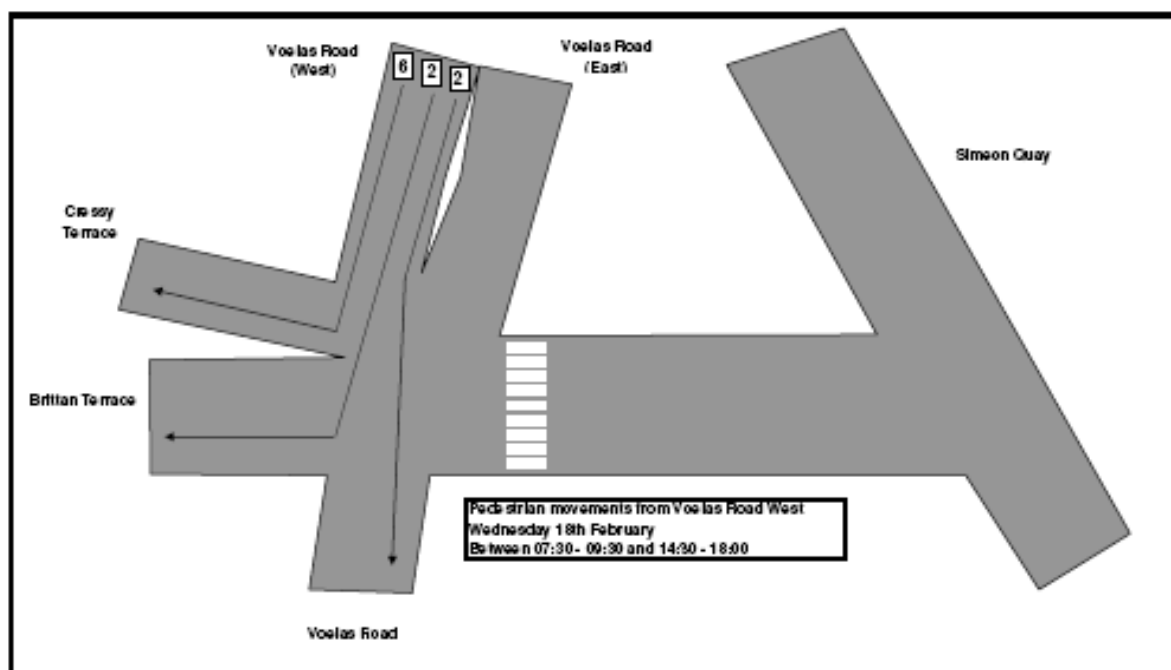 Voelas Road
(West)
Voelas Road
(East)
6 2 2
Simeon Quay
Cressy
Terrace
Brittan Terrace
Pedestrian movements from Voelas Road West
Wednesday 18th February
Between 07:30 - 09:30 and 14:30 - 18:00
Voelas Road